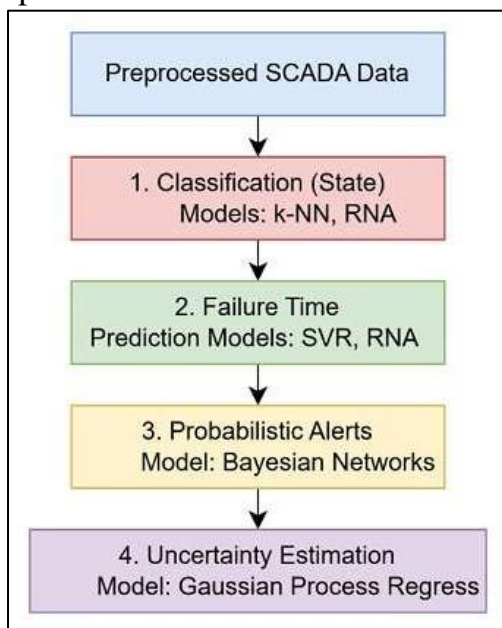 Preprocessed SCADA Data
1. Classification (State)
Models: k-NN, RNA
2. Failure Time
Prediction Models: SVR, RNA
3. Probabilistic Alerts
Model: Bayesian Networks
4. Uncertainty Estimation
Model: Gaussian Process Regress